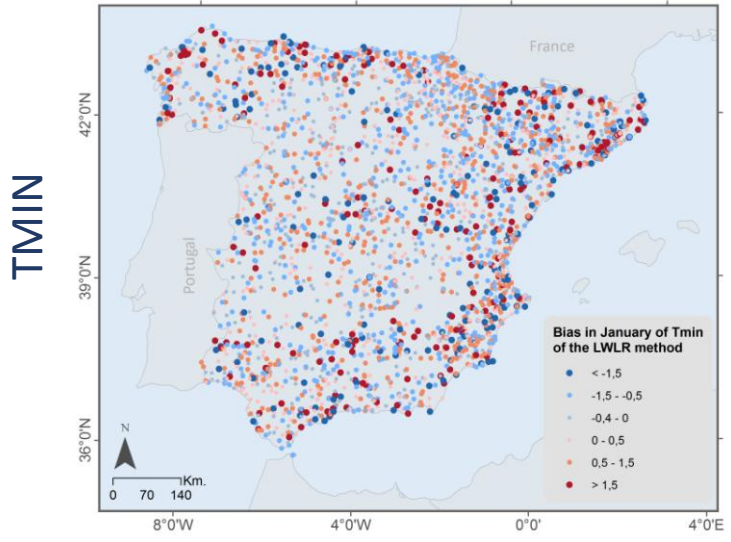 TMIN
42°0'N
39°0'N
36°0'N
France
Portugal
Bias in January of Tmin
of the LWLR method
< -1,5
-1,5 - -0,5
-0,4 - 0
0 - 0,5
0,5 - 1,5
> 1,5
N
Km.
0 70 140
8°0'W 4°0'W 0°0' 4°0'E